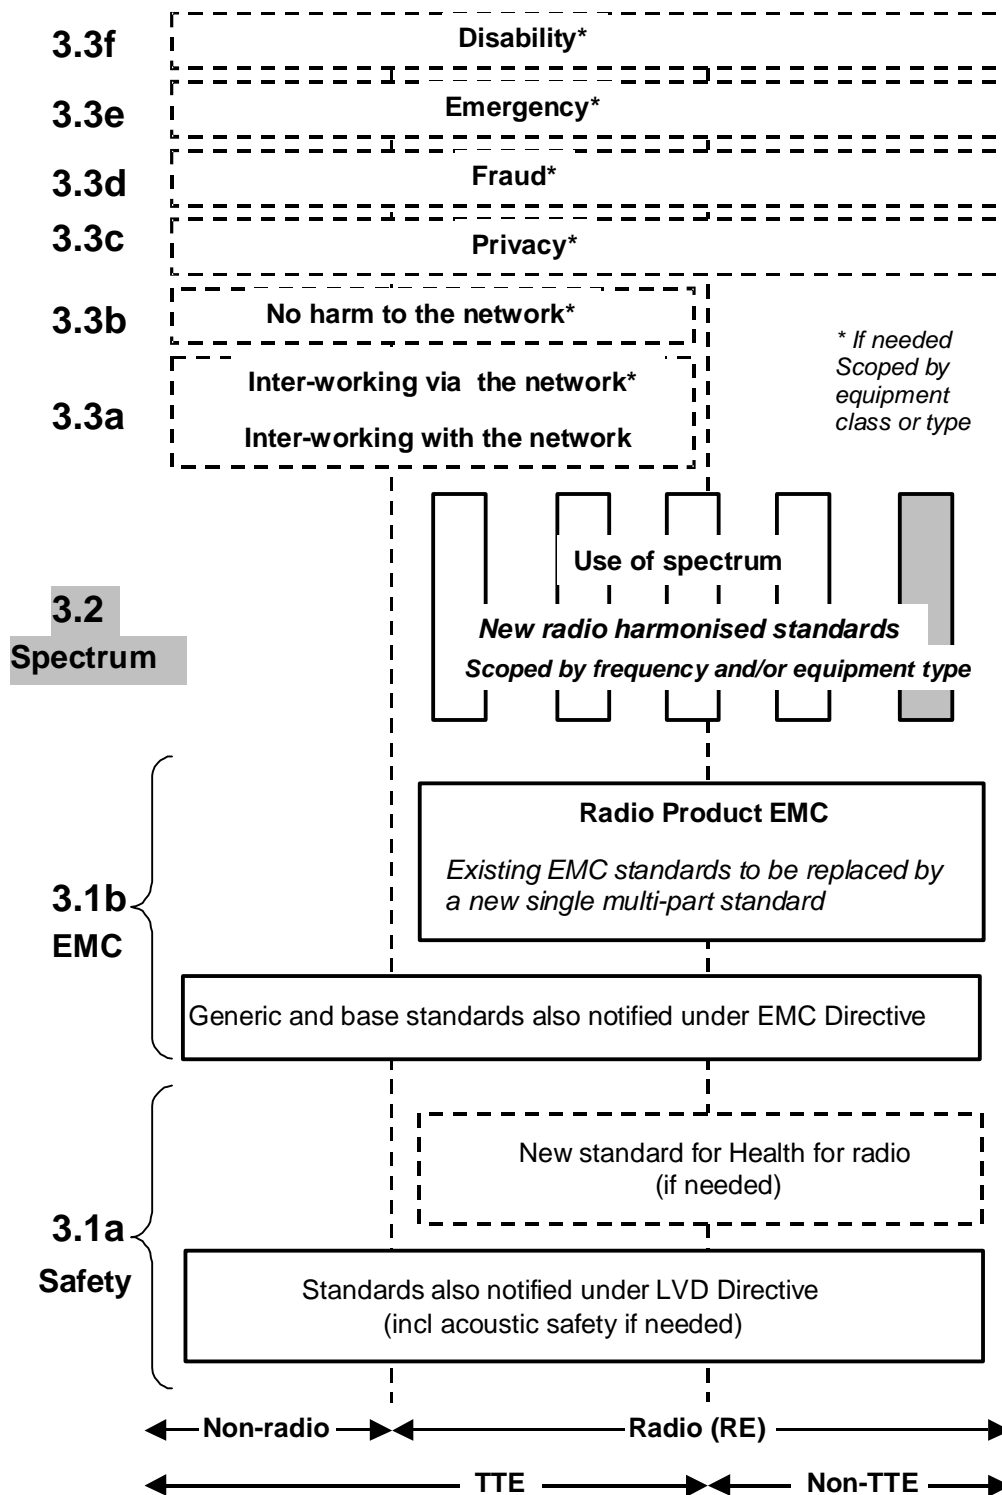 3.3f
Disability*
3.3e
Emergency*
3.3d
Fraud*
3.3c
Privacy*
3.3b
No harm to the network*
* If needed
Scoped by
equipment
class or type
3.3a
Inter-working via the network*
Inter-working with the network
3.2
Spectrum
Use of spectrum
New radio harmonised standards
Scoped by frequency and/or equipment type
3.1b
EMC
Radio Product EMC
Existing EMC standards to be replaced by
a new single multi-part standard
Generic and base standards also notified under EMC Directive
3.1a
Safety
New standard for Health for radio
(if needed)
Standards also notified under LVD Directive
(incl acoustic safety if needed)
Non-radio
Radio (RE)
TTE
Non-TTE